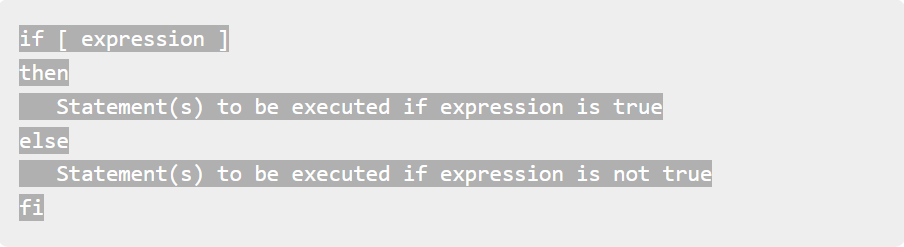 if [ expression ]
then
   Statement(s) to be executed if expression is true
else
   Statement(s) to be executed if expression is not true
fi